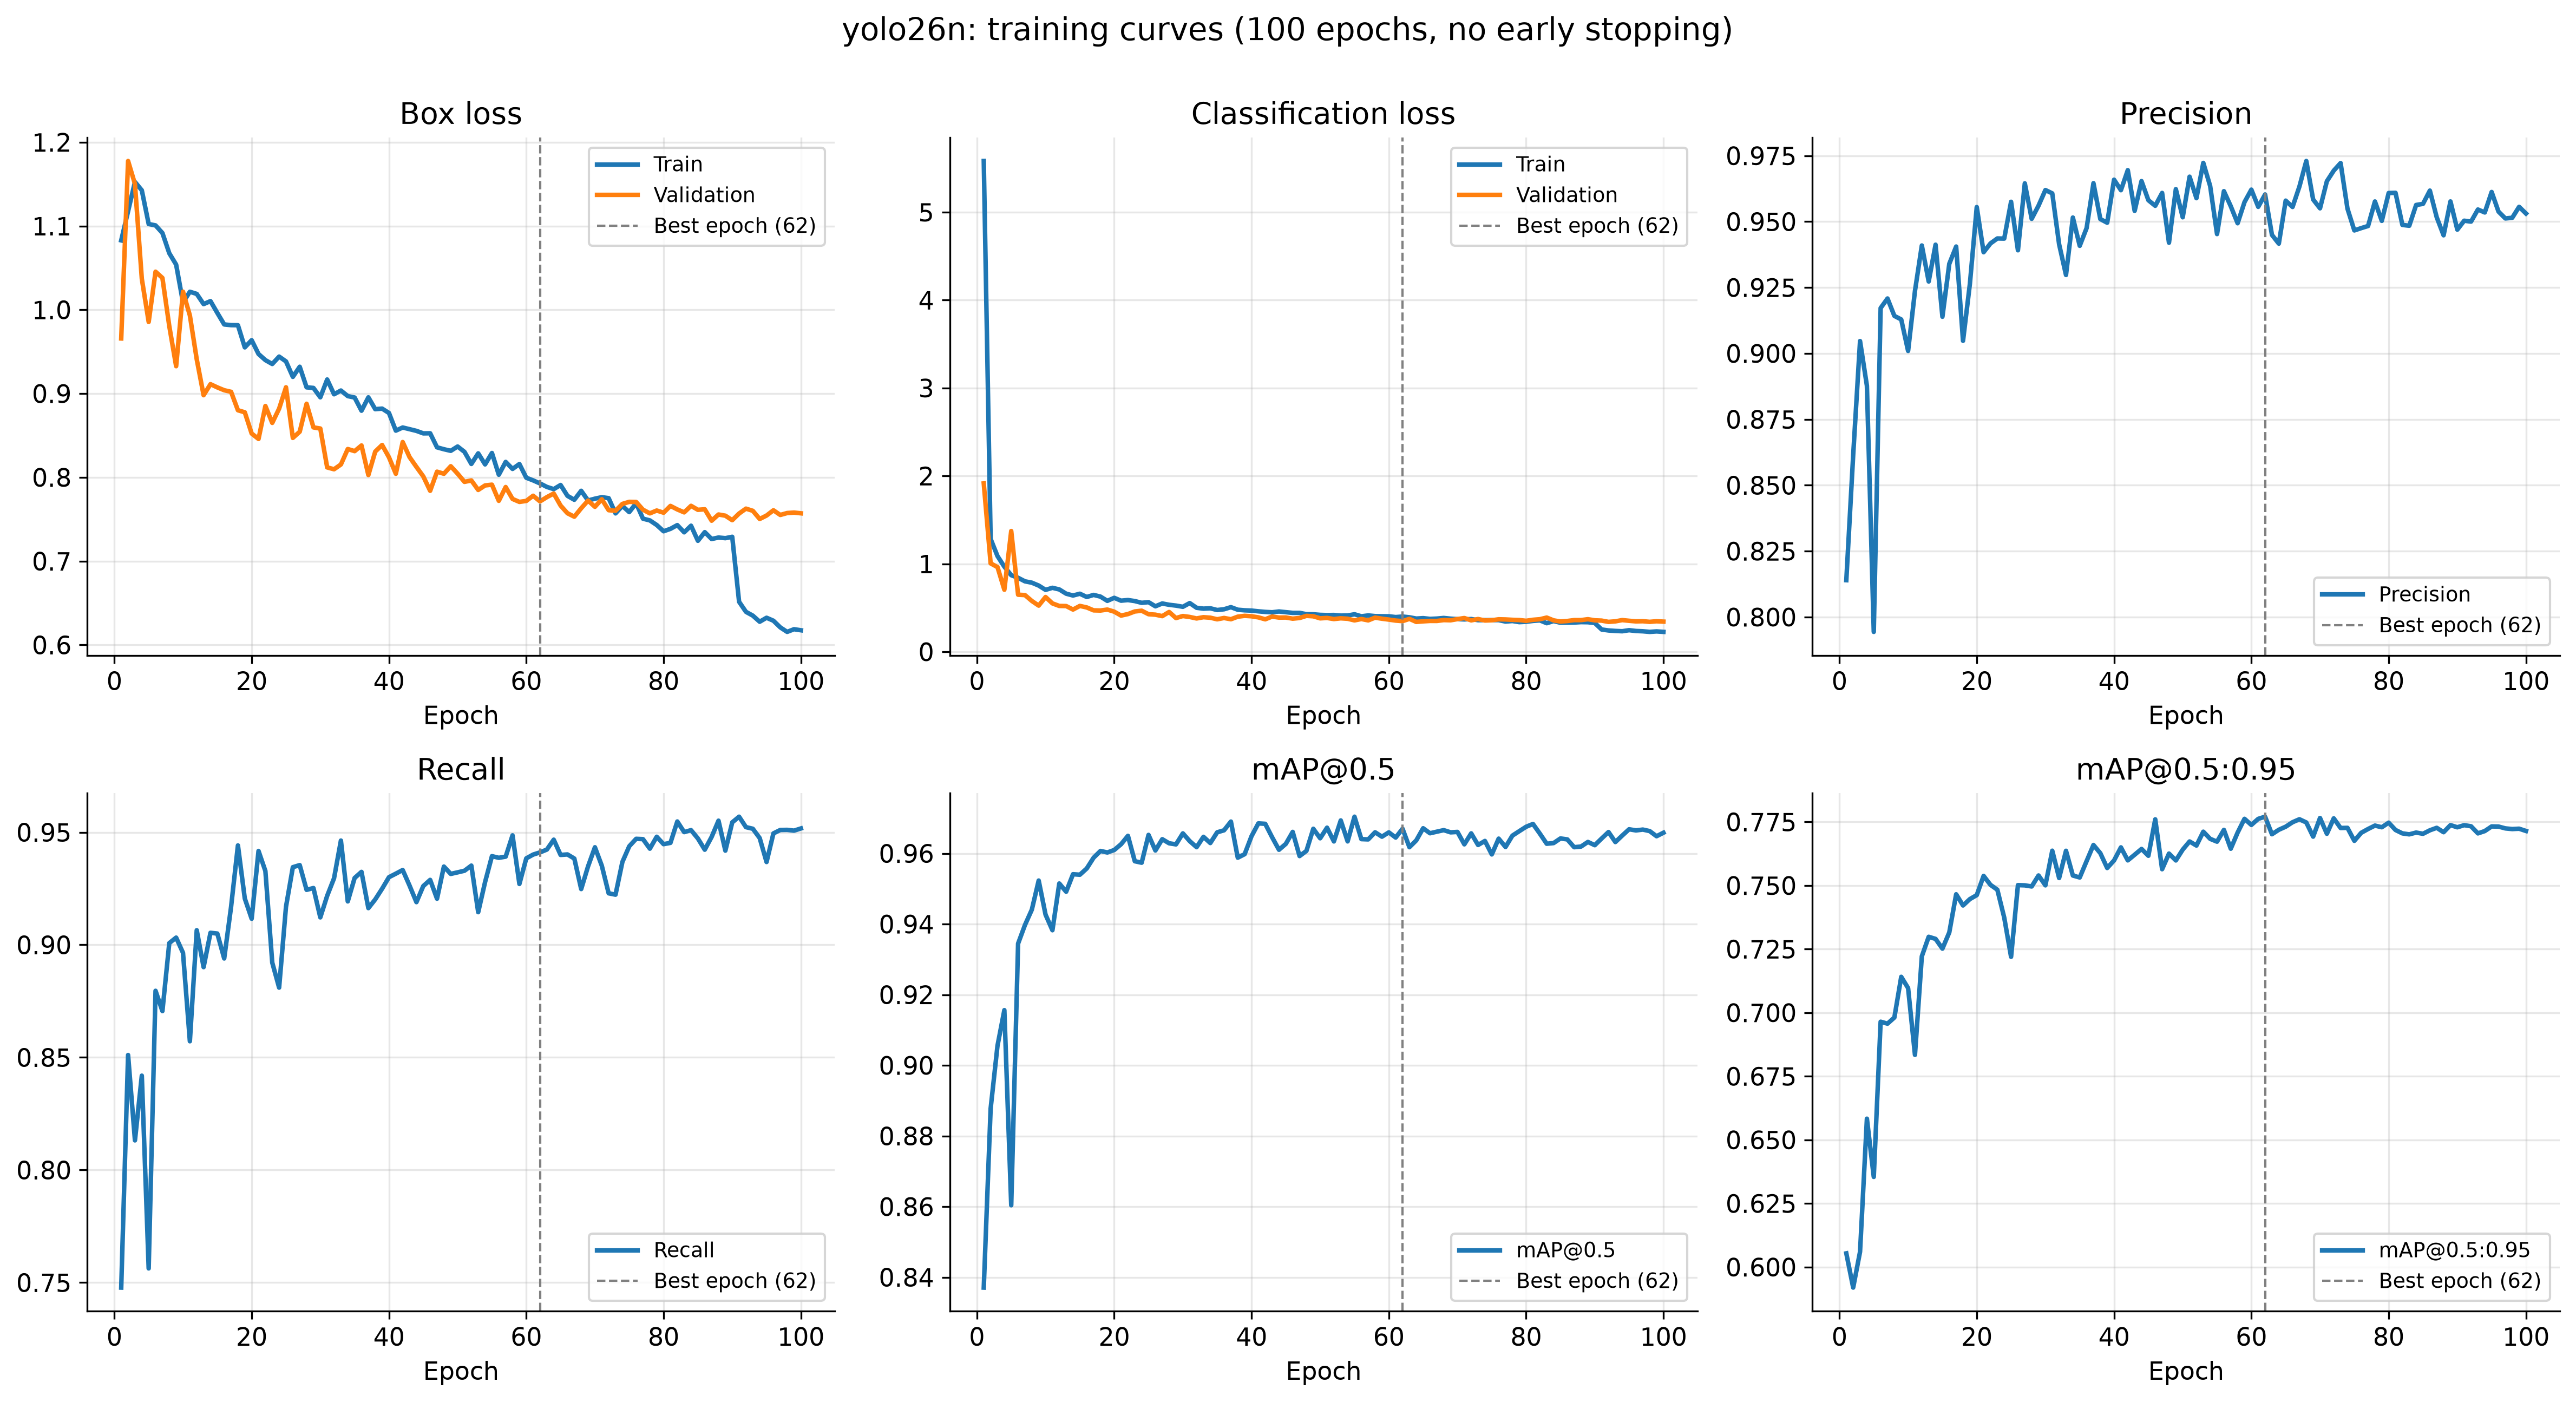 yolo26n: training curves (100 epochs, no early stopping)
Box loss
1.2
1.1
1.0
0.9
0.8
0.7
0.6
Train
Validation
Best epoch (62)
0 20 40 60 80 100
Epoch
Classification loss
5
4
3
2
1
0
Train
Validation
Best epoch (62)
0 20 40 60 80 100
Epoch
Precision
0.975
0.950
0.925
0.900
0.875
0.850
0.825
0.800
Precision
Best epoch (62)
0 20 40 60 80 100
Epoch
Recall
0.95
0.90
0.85
0.80
0.75
Recall
Best epoch (62)
0 20 40 60 80 100
Epoch
mAP@0.5
0.96
0.94
0.92
0.90
0.88
0.86
0.84
mAP@0.5
Best epoch (62)
0 20 40 60 80 100
Epoch
mAP@0.5:0.95
0.775
0.750
0.725
0.700
0.675
0.650
0.625
0.600
mAP@0.5:0.95
Best epoch (62)
0 20 40 60 80 100
Epoch